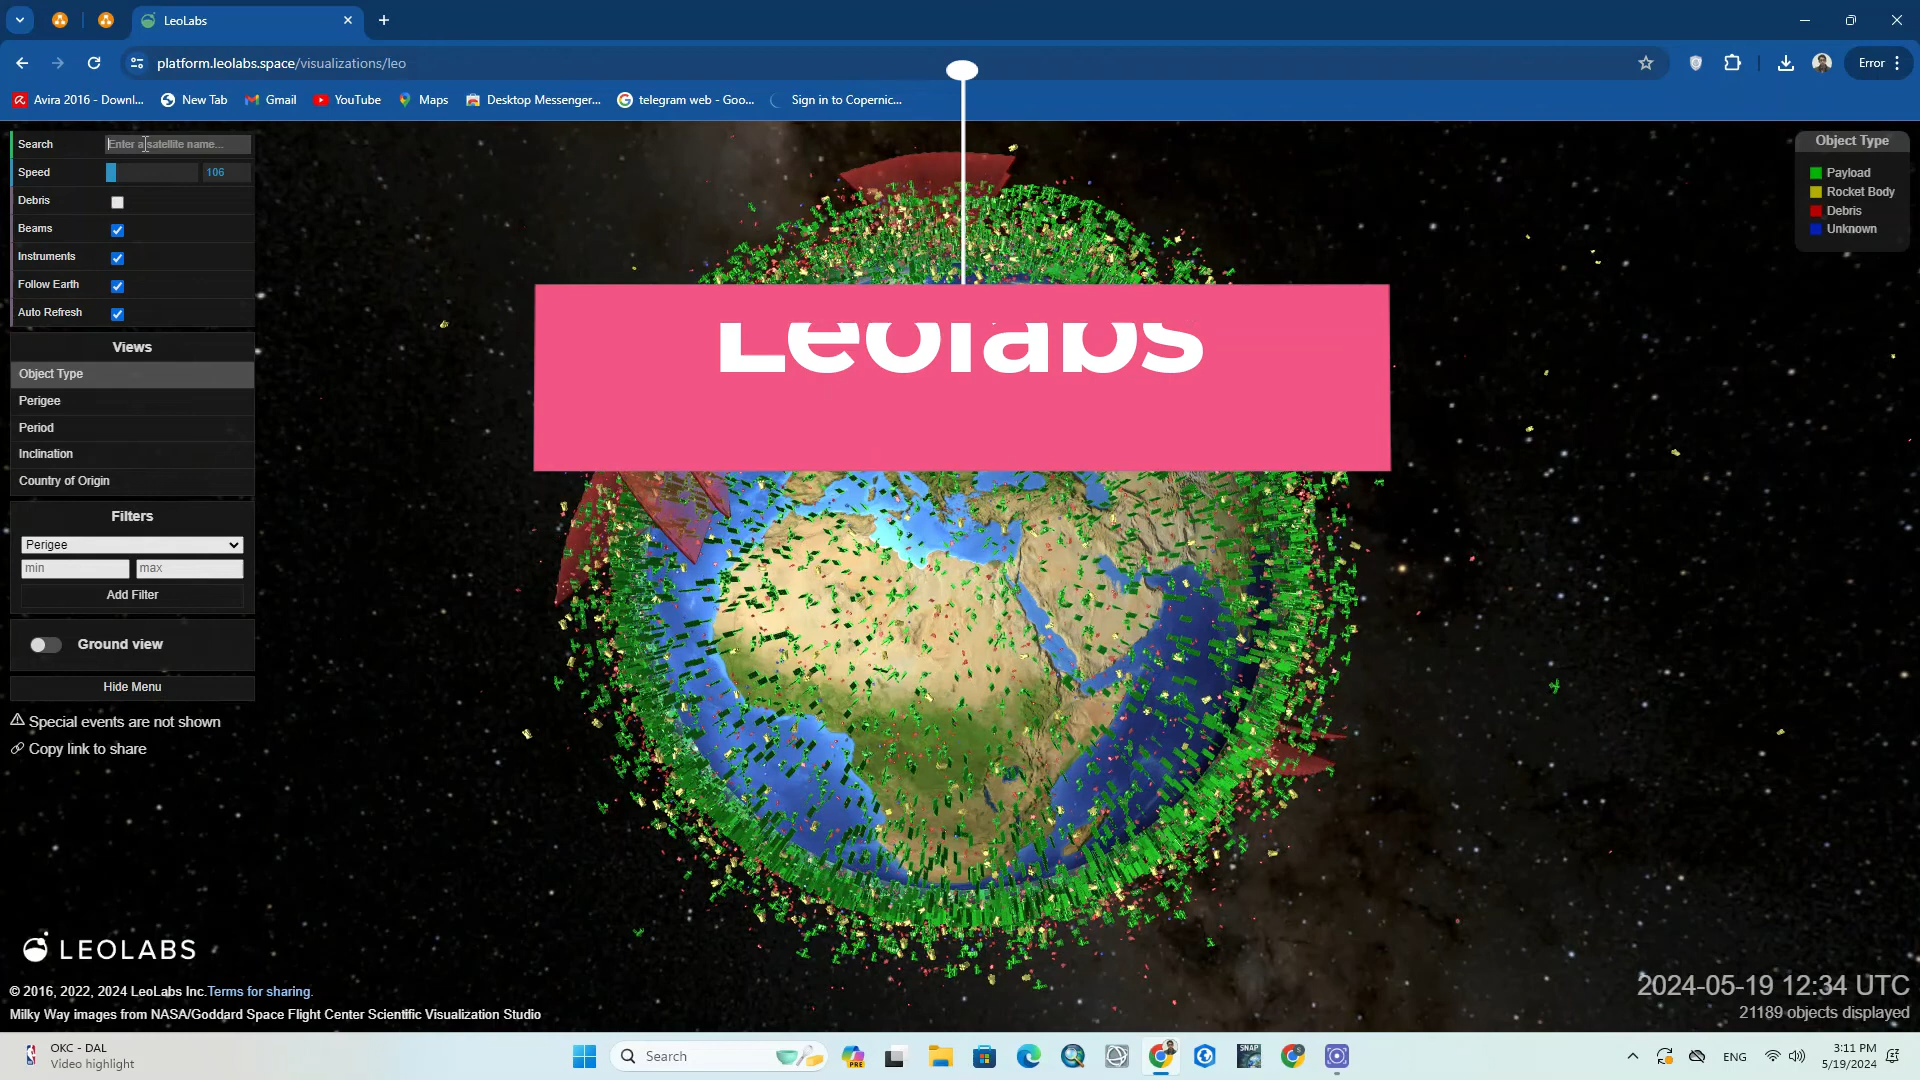 LeoLabs
platform.leolabs.space/visualizations/leo
Error
Avira 2016 - Downl...
New Tab
Gmail
YouTube
Maps
Desktop Messenger...
telegram web - Goo...
Sign in to Copernic...
Search
Enter a satellite name...
Speed
106
Debris
Beams
Instruments
Follow Earth
Auto Refresh
Views
Object Type
Perigee
Period
Inclination
Country of Origin
Filters
Perigee
min
max
Add Filter
Ground view
Hide Menu
Special events are not shown
Copy link to share
Leolabs
Object Type
Payload
Rocket Body
Debris
Unknown
LEOLABS
© 2016, 2022, 2024 LeoLabs Inc.Terms for sharing.
Milky Way images from NASA/Goddard Space Flight Center Scientific Visualization Studio
2024-05-19 12:34 UTC
21189 objects displayed
OKC - DAL
Video highlight
Search
PRE
SNAP
S
ENG
3:11 PM
5/19/2024